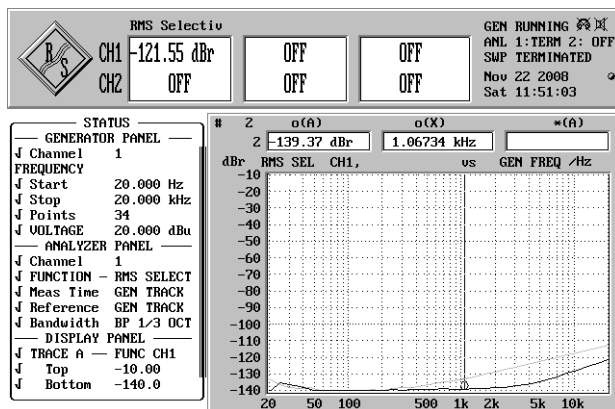 RMS Selectiv
GEN RUNNING
CH1 -121.55 dBr OFF OFF
ANL 1:TERM 2: OFF
SWP TERMINATED
R S
CH2 OFF OFF OFF
Nov 22 2008
Sat 11:51:03
STATUS
GENERATOR PANEL
Channel 1
FREQUENCY
Start 20.000 Hz
Stop 20.000 kHz
Points 34
VOLTAGE 20.000 dBu
ANALYZER PANEL
Channel 1
FUNCTION - RMS SELECT
Meas Time GEN TRACK
Reference GEN TRACK
Bandwidth BP 1/3 OCT
DISPLAY PANEL
TRACE A — FUNC CH1
Top -10.00
Bottom -140.0
# 2 o(A) o(X) *(A)
2 -139.37 dBr 1.06734 kHz
dBr RMS SEL CH1, vs GEN FREQ /Hz
-10
-20
-30
-40
-50
-60
-70
-80
-90
-100
-110
-120
-130
-140
20 50 100 500 1k 2k 5k 10k